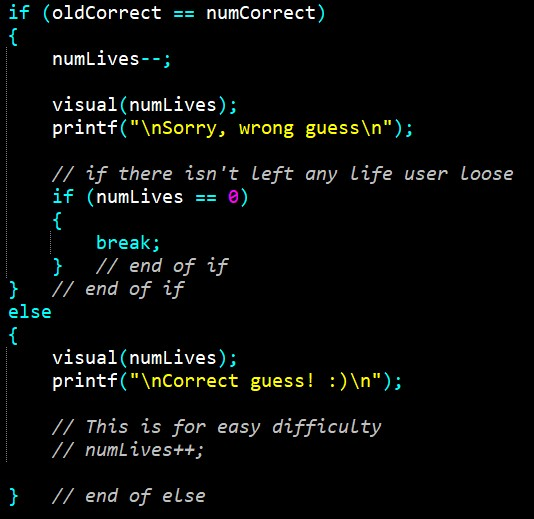 if (oldCorrect == numCorrect)
{
numLives--;
visual(numLives);
printf("\nSorry, wrong guess\n");
// if there isn't left any life user loose
if (numLives == 0)
{
break;
} // end of if
} // end of if
else
{
visual(numLives);
printf("\nCorrect guess! :)\n");
// This is for easy difficulty
// numLives++;
} // end of else